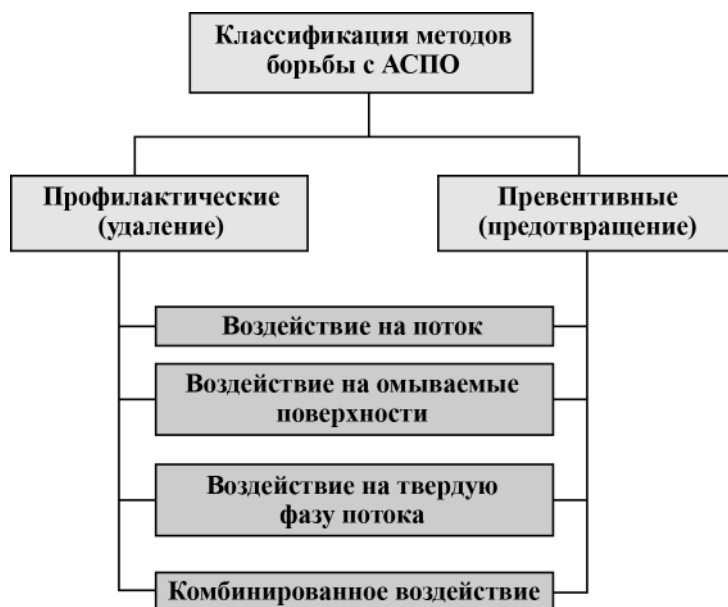 Классификация методов
борьбы с АСПО
Профилактические
(удаление)
Превентивные
(предотвращение)
Воздействие на поток
Воздействие на омываемые
поверхности
Воздействие на твердую
фазу потока
Комбинированное воздействие